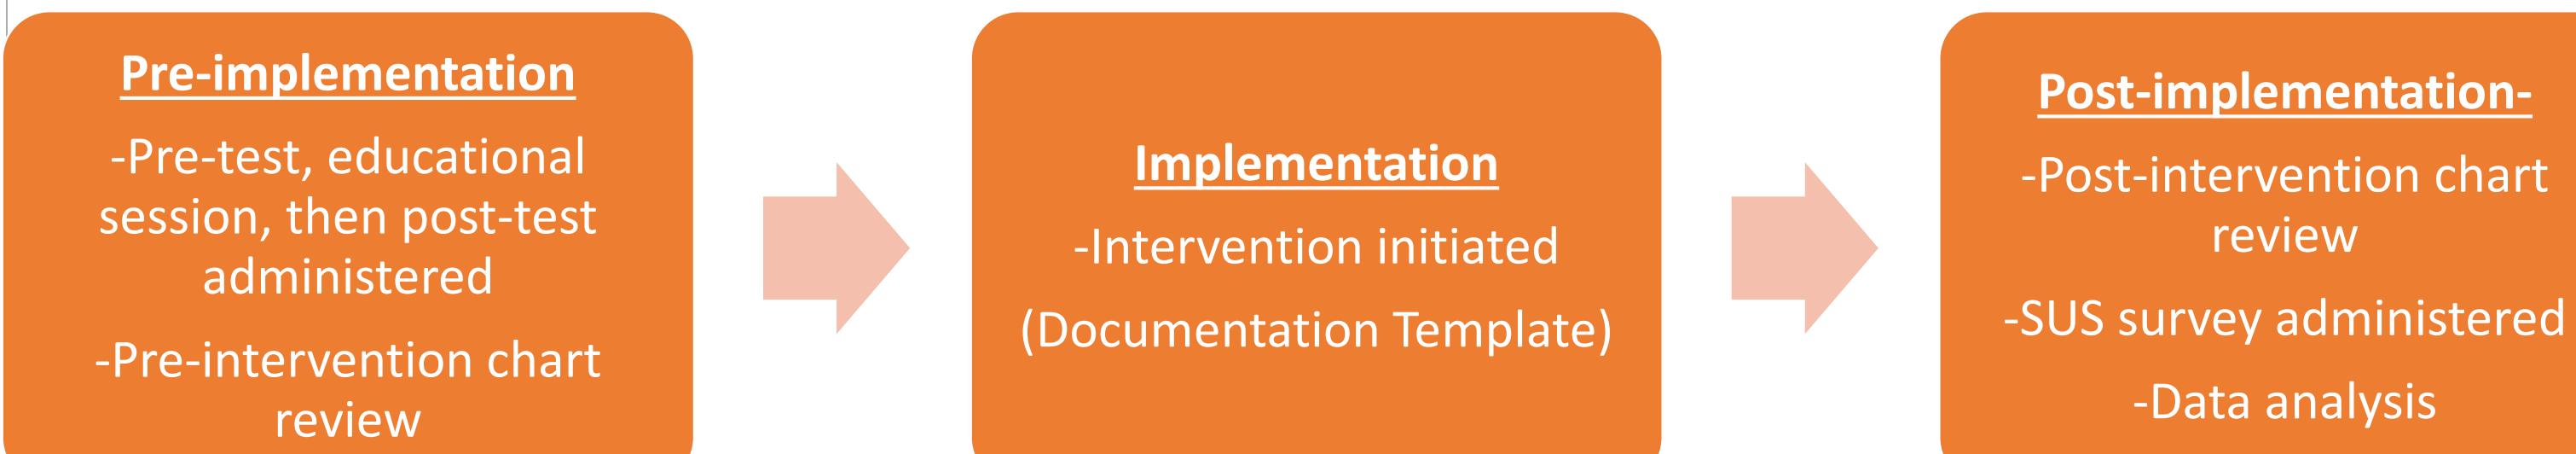 Pre-implementation
-Pre-test, educational
session, then post-test
administered
-Pre-intervention chart
review
Implementation
-Intervention initiated
(Documentation Template)
Post-implementation-
-Post-intervention chart
review
-SUS survey administered
-Data analysis